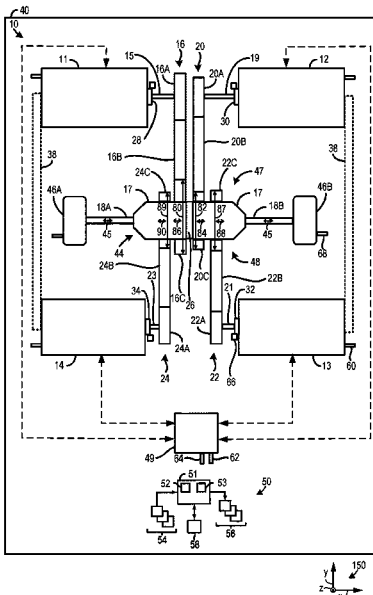 40
10
15 16 20 19
11 16A 20A 12
28 30
38 16B 20B 38
24C 22C
47
46A 17 17 46B
18A 89 80 82 87 18B
45 90 86 84 88 45
44 48 68
24B 16C 20C 22B
34 23 26 21 32
24A 22A
14 24 22 66 13 60
49 64 62
51
52 53 50
54 58 56
y
150
z x